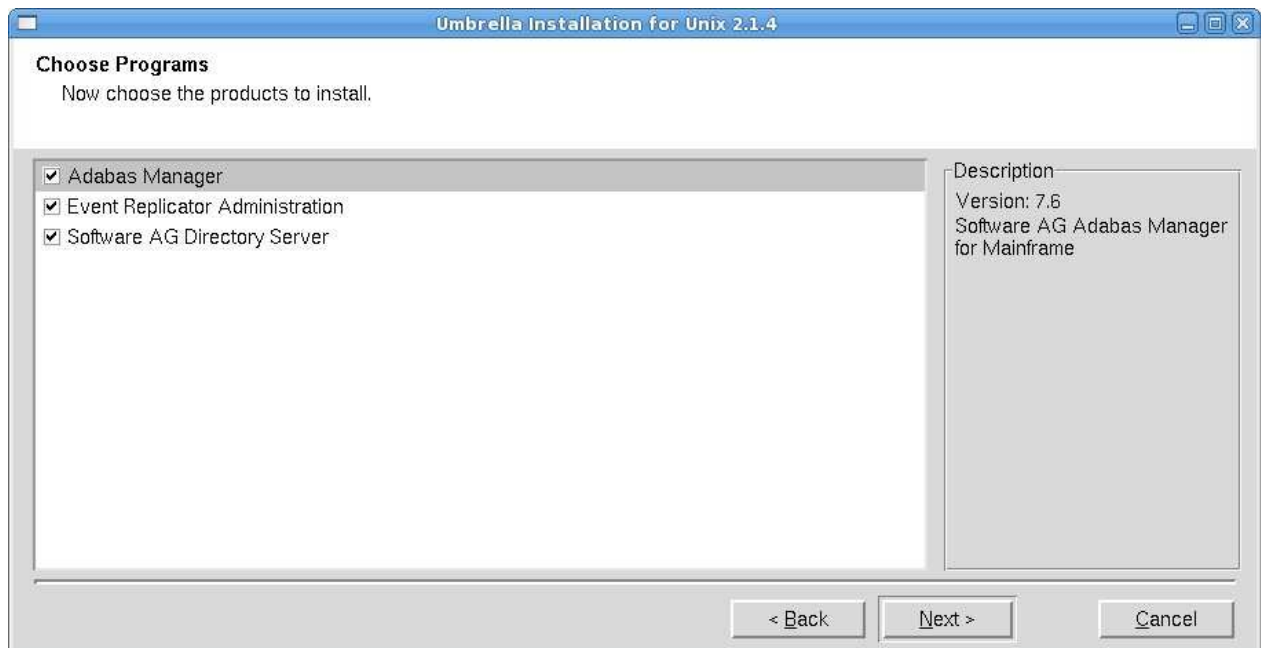 Umbrella Installation for Unix 2.1.4
Choose Programs
Now choose the products to install.
Adabas Manager
Event Replicator Administration
Software AG Directory Server
Description
Version: 7.6
Software AG Adabas Manager
for Mainframe
< Back
Next >
Cancel